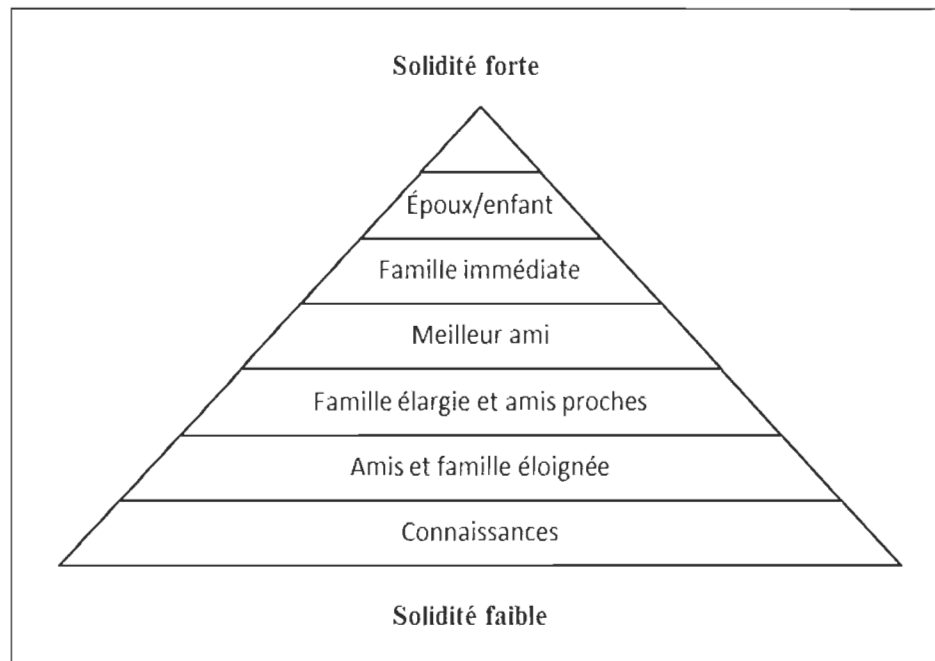 Solidité forte
Époux/enfant
Famille immédiate
Meilleur ami
Famille élargie et amis proches
Amis et famille éloignée
Connaissances
Solidité faible